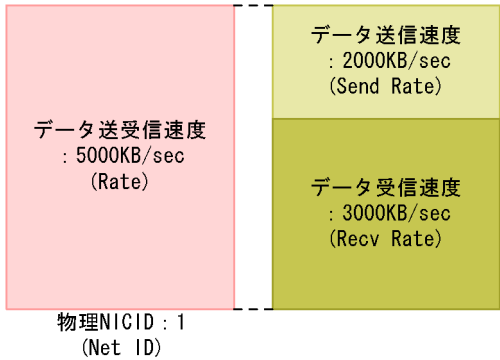 データ送受信速度
：5000KB/sec
(Rate)
データ送信速度
：2000KB/sec
(Send Rate)
データ受信速度
：3000KB/sec
(Recv Rate)
物理NICID：1
(Net ID)